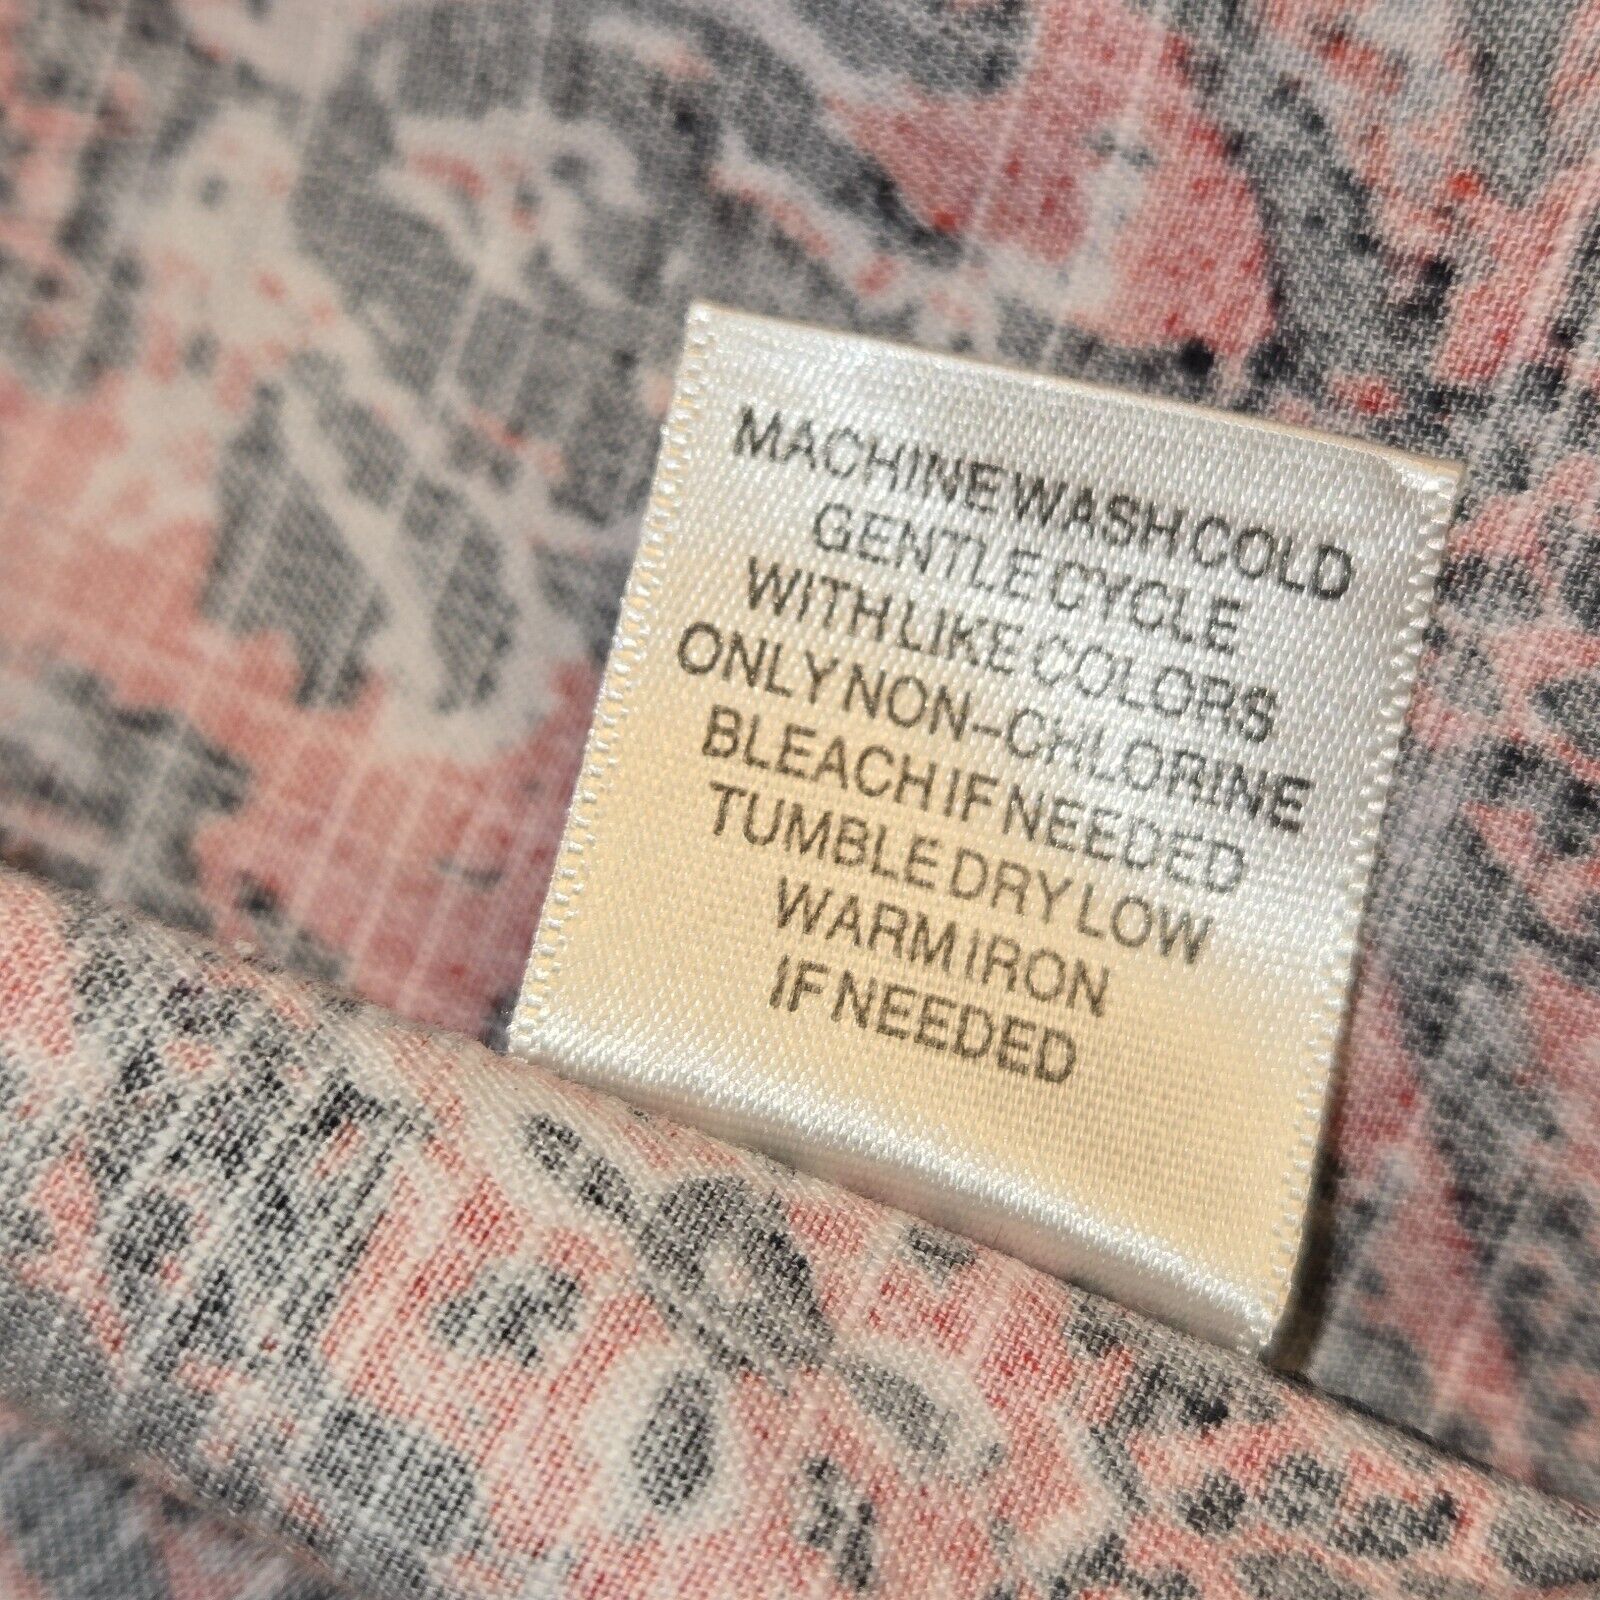 MACHINE WASH COLD
GENTLE CYCLE
WITH LIKE COLORS
ONLY NON-CHLORINE
BLEACH IF NEEDED
TUMBLE DRY LOW
WARM IRON
IF NEEDED